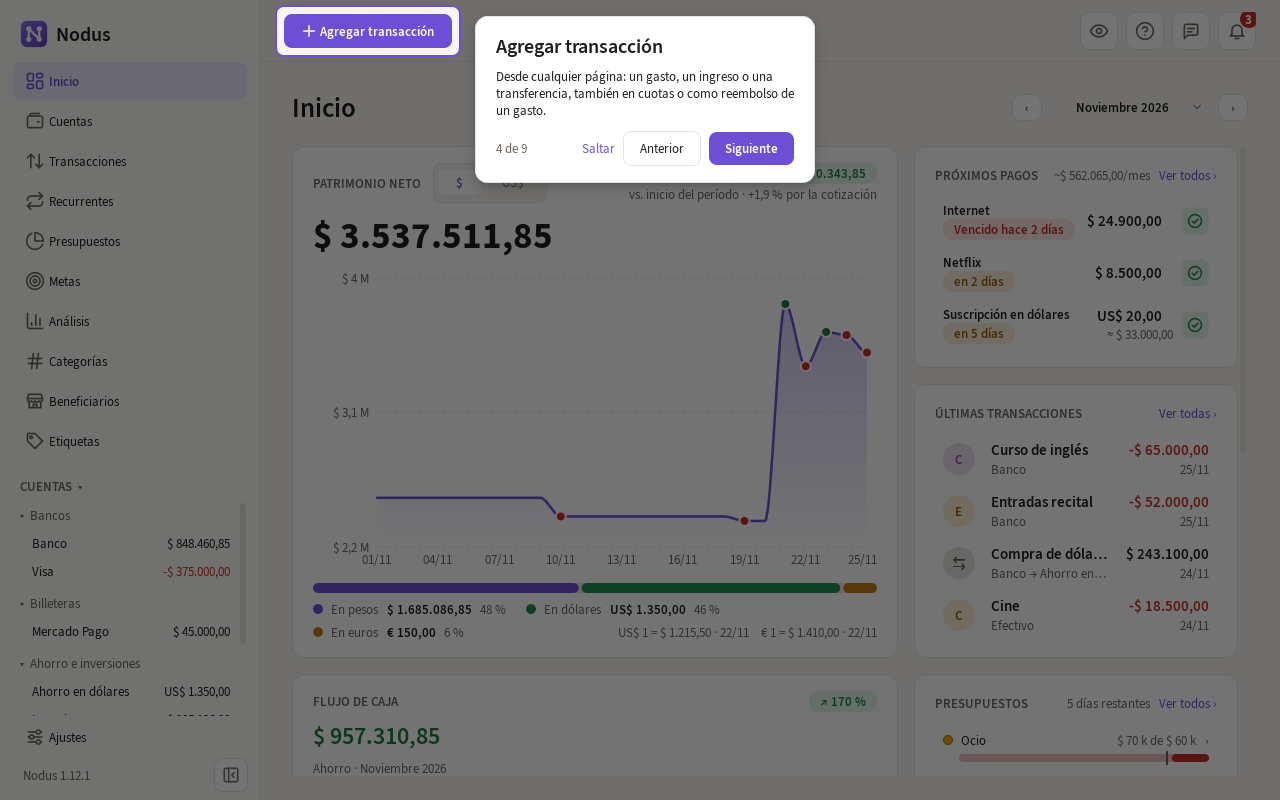 Nodus
Inicio
Cuentas
Transacciones
Recurrentes
Presupuestos
Metas
Análisis
Categorías
Beneficiarios
Etiquetas
CUENTAS
Bancos
Banco $ 848.460,85
Visa -$ 375.000,00
Billeteras
Mercado Pago $ 45.000,00
Ahorro e inversiones
Ahorro en dólares US$ 1.350,00
Ajustes
Nodus 1.12.1
+ Agregar transacción
Agregar transacción
Desde cualquier página: un gasto, un ingreso o una
transferencia, también en cuotas o como reembolso de
un gasto.
4 de 9 Saltar Anterior Siguiente
3
Inicio
‹ Noviembre 2026 ›
PATRIMONIO NETO $ US$ 0.343,85
vs. inicio del período · +1,9 % por la cotización
$ 3.537.511,85
$ 4 M
$ 3,1 M
$ 2,2 M
01/11 04/11 07/11 10/11 13/11 16/11 19/11 22/11 25/11
En pesos $ 1.685.086,85 48 % En dólares US$ 1.350,00 46 %
En euros € 150,00 6 % US$ 1 = $ 1.215,50 · 22/11 € 1 = $ 1.410,00 · 22/11
FLUJO DE CAJA ↗ 170 %
$ 957.310,85
Ahorro · Noviembre 2026
PRÓXIMOS PAGOS ~$ 562.065,00/mes Ver todos ›
Internet
Vencido hace 2 días $ 24.900,00
Netflix
en 2 días $ 8.500,00
Suscripción en dólares US$ 20,00
en 5 días ≈ $ 33.000,00
ÚLTIMAS TRANSACCIONES Ver todas ›
C Curso de inglés -$ 65.000,00
Banco 25/11
E Entradas recital -$ 52.000,00
Banco 25/11
Compra de dóla… $ 243.100,00
Banco → Ahorro en… 24/11
C Cine -$ 18.500,00
Efectivo 24/11
PRESUPUESTOS 5 días restantes Ver todos ›
Ocio $ 70 k de $ 60 k ›